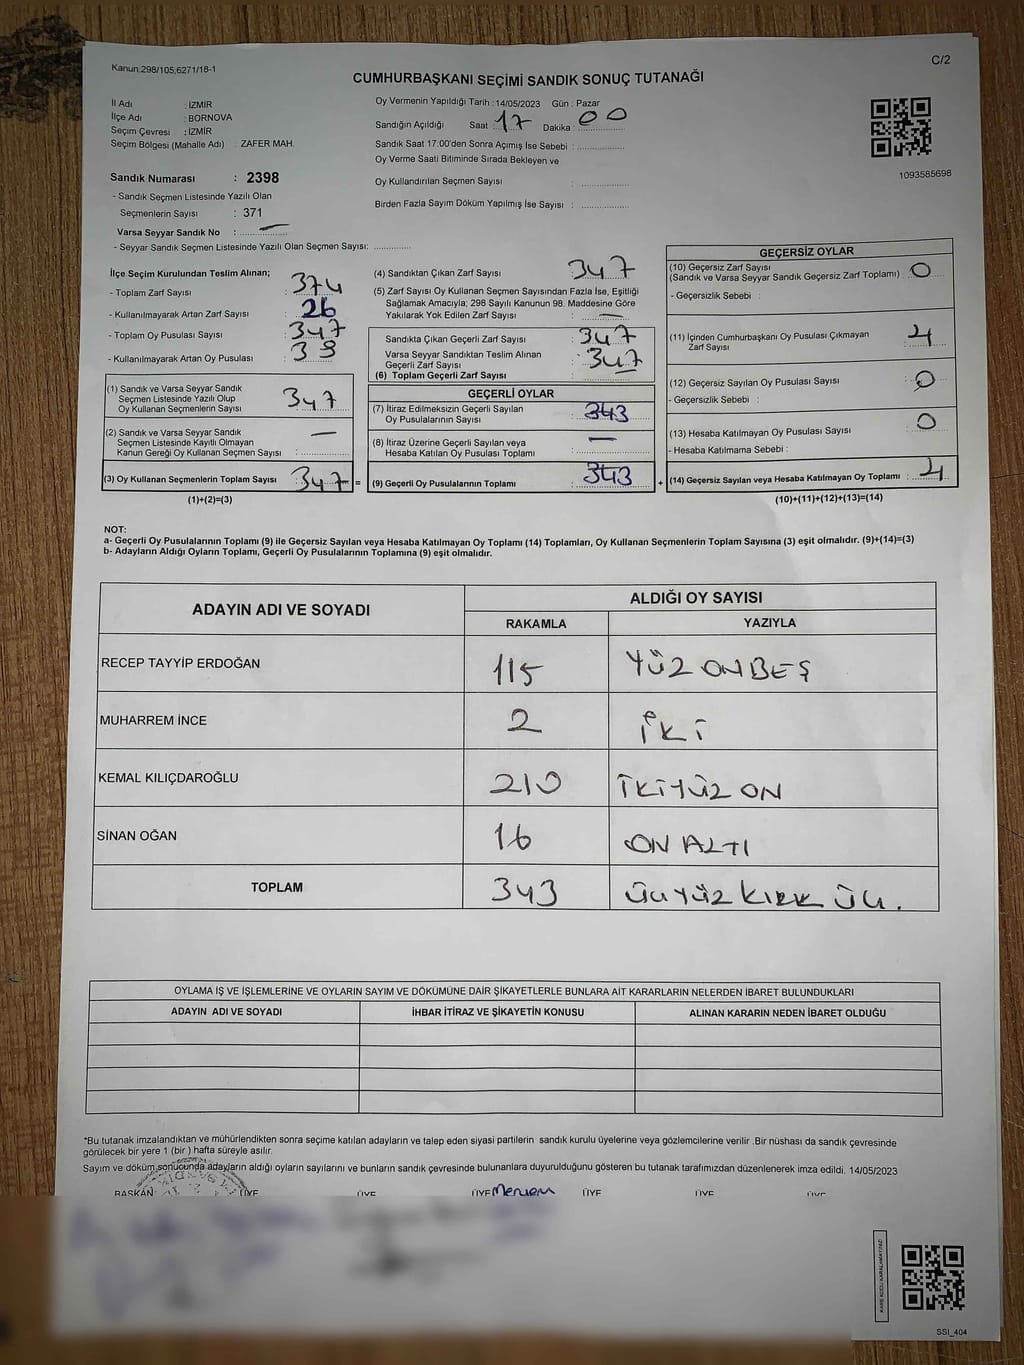 Kanun:298/105;6271/18-1
C/2
CUMHURBAŞKANI SEÇİMİ SANDIK SONUÇ TUTANAĞI
İl Adı : İZMİR
İlçe Adı : BORNOVA
Seçim Çevresi : İZMİR
Seçim Bölgesi (Mahalle Adı) : ZAFER MAH.
Sandık Numarası : 2398
- Sandık Seçmen Listesinde Yazılı Olan
Seçmenlerin Sayısı : 371
Varsa Seyyar Sandık No : —
- Seyyar Sandık Seçmen Listesinde Yazılı Olan Seçmen Sayısı: ............
Oy Vermenin Yapıldığı Tarih : 14/05/2023 Gün : Pazar
Sandığın Açıldığı Saat : 17 Dakika : 00
Sandık Saat 17.00'den Sonra Açımış İse Sebebi : ..............
Oy Verme Saati Bitiminde Sırada Bekleyen ve
Oy Kullandırılan Seçmen Sayısı : ..............
Birden Fazla Sayım Döküm Yapılmış İse Sayısı : ..............
1093585698
İlçe Seçim Kurulundan Teslim Alınan;
- Toplam Zarf Sayısı : 374
- Kullanılmayarak Artan Zarf Sayısı : 26
- Toplam Oy Pusulası Sayısı : 347
- Kullanılmayarak Artan Oy Pusulası : 33
(1) Sandık ve Varsa Seyyar Sandık
Seçmen Listesinde Yazılı Olup
Oy Kullanan Seçmenlerin Sayısı : 347
(2) Sandık ve Varsa Seyyar Sandık
Seçmen Listesinde Kayıtlı Olmayan
Kanun Gereği Oy Kullanan Seçmen Sayısı : —
(3) Oy Kullanan Seçmenlerin Toplam Sayısı : 347 =
(1)+(2)=(3)
(4) Sandıktan Çıkan Zarf Sayısı : 347
(5) Zarf Sayısı Oy Kullanan Seçmen Sayısından Fazla İse, Eşitliği
Sağlamak Amacıyla; 298 Sayılı Kanunun 98. Maddesine Göre
Yakılarak Yok Edilen Zarf Sayısı : —
Sandıkta Çıkan Geçerli Zarf Sayısı : 347
Varsa Seyyar Sandıktan Teslim Alınan
Geçerli Zarf Sayısı : 347
(6) Toplam Geçerli Zarf Sayısı : —
GEÇERLİ OYLAR
(7) İtiraz Edilmeksizin Geçerli Sayılan
Oy Pusulalarının Sayısı : 343
(8) İtiraz Üzerine Geçerli Sayılan veya
Hesaba Katılan Oy Pusulası Toplamı : —
(9) Geçerli Oy Pusulalarının Toplamı : 343 +
GEÇERSİZ OYLAR
(10) Geçersiz Zarf Sayısı
(Sandık ve Varsa Seyyar Sandık Geçersiz Zarf Toplamı) : 0
- Geçersizlik Sebebi :
(11) İçinden Cumhurbaşkanı Oy Pusulası Çıkmayan
Zarf Sayısı : 4
(12) Geçersiz Sayılan Oy Pusulası Sayısı : 0
- Geçersizlik Sebebi :
(13) Hesaba Katılmayan Oy Pusulası Sayısı : 0
- Hesaba Katılmama Sebebi :
(14) Geçersiz Sayılan veya Hesaba Katılmayan Oy Toplamı : 4
(10)+(11)+(12)+(13)=(14)
NOT:
a- Geçerli Oy Pusulalarının Toplamı (9) ile Geçersiz Sayılan veya Hesaba Katılmayan Oy Toplamı (14) Toplamları, Oy Kullanan Seçmenlerin Toplam Sayısına (3) eşit olmalıdır. (9)+(14)=(3)
b- Adayların Aldığı Oyların Toplamı, Geçerli Oy Pusulalarının Toplamına (9) eşit olmalıdır.
ADAYIN ADI VE SOYADI ALDIĞI OY SAYISI
RAKAMLA YAZIYLA
RECEP TAYYİP ERDOĞAN 115 YÜZ ONBEŞ
MUHARREM İNCE 2 İKİ
KEMAL KILIÇDAROĞLU 210 İKİYÜZ ON
SİNAN OĞAN 16 ON ALTI
TOPLAM 343 ÜÇYÜZ KIRK ÜÇ.
OYLAMA İŞ VE İŞLEMLERİNE VE OYLARIN SAYIM VE DÖKÜMÜNE DAİR ŞİKAYETLERLE BUNLARA AİT KARARLARIN NELERDEN İBARET BULUNDUKLARI
ADAYIN ADI VE SOYADI İHBAR İTİRAZ VE ŞİKAYETİN KONUSU ALINAN KARARIN NEDEN İBARET OLDUĞU
*Bu tutanak imzalandıktan ve mühürlendikten sonra seçime katılan adayların ve talep eden siyasi partilerin sandık kurulu üyelerine veya gözlemcilerine verilir .Bir nüshası da sandık çevresinde
görülecek bir yere 1 (bir ) hafta süreyle asılır.
Sayım ve döküm sonucunda adayların aldığı oyların sayılarını ve bunların sandık çevresinde bulunanlara duyurulduğunu gösteren bu tutanak tarafımızdan düzenlenerek imza edildi. 14/05/2023
BAŞKAN ÜYE ÜYE ÜYE Meryem ÜYE ÜYE ÜYE
SSI_404